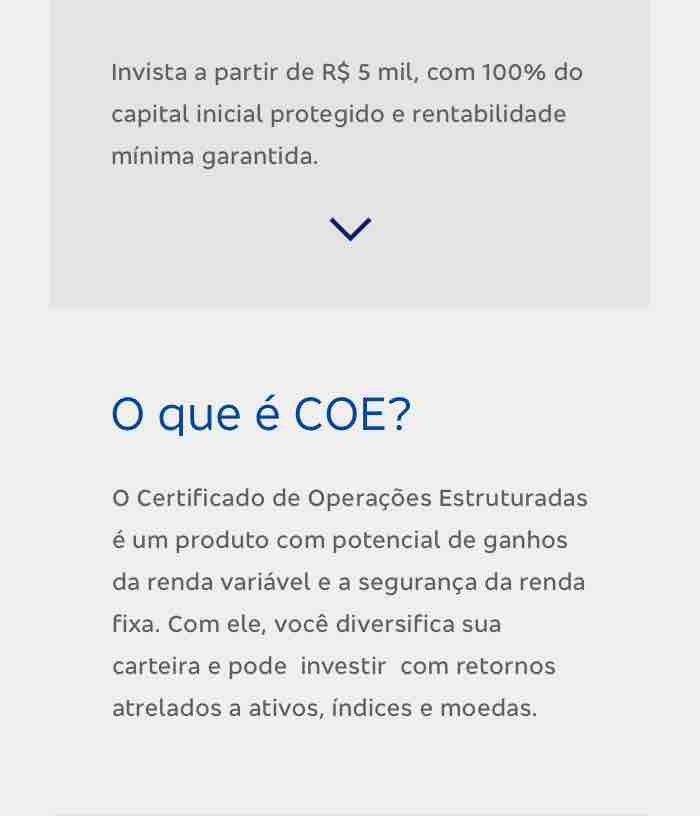 Invista a partir de R$ 5 mil, com 100% do
capital inicial protegido e rentabilidade
mínima garantida.
O que é COE?
O Certificado de Operações Estruturadas
é um produto com potencial de ganhos
da renda variável e a segurança da renda
fixa. Com ele, você diversifica sua
carteira e pode investir com retornos
atrelados a ativos, índices e moedas.